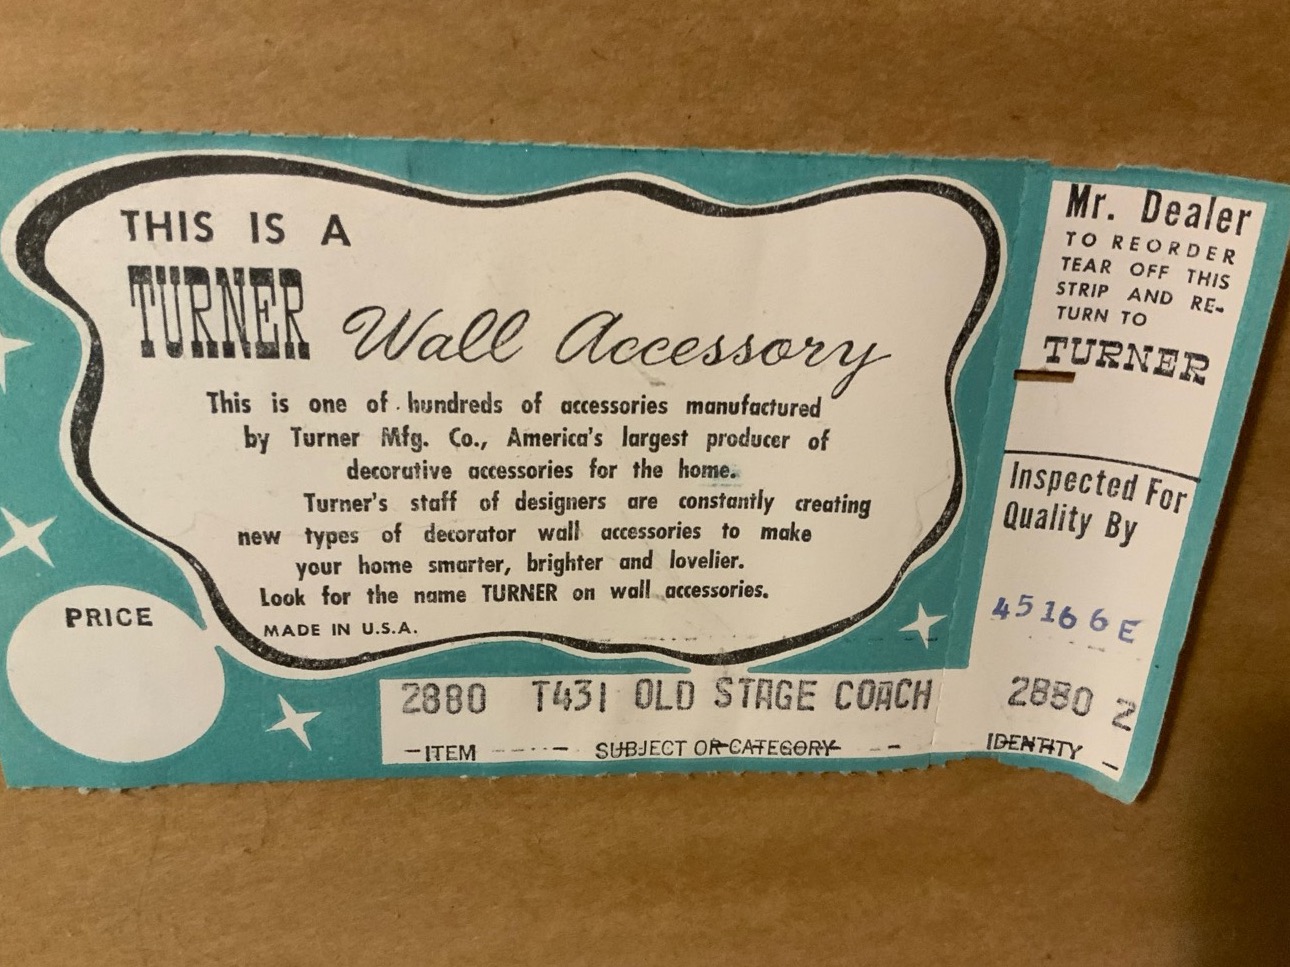 THIS IS A
TURNER Wall Accessory
This is one of hundreds of accessories manufactured
by Turner Mfg. Co., America's largest producer of
decorative accessories for the home.
Turner's staff of designers are constantly creating
new types of decorator wall accessories to make
your home smarter, brighter and lovelier.
Look for the name TURNER on wall accessories.
MADE IN U.S.A.
PRICE
2880 T431 OLD STAGE COACH
ITEM SUBJECT OR CATEGORY
Mr. Dealer
TO REORDER
TEAR OFF THIS
STRIP AND RE-
TURN TO
TURNER
Inspected For
Quality By
45166E
2880 2
IDENTITY